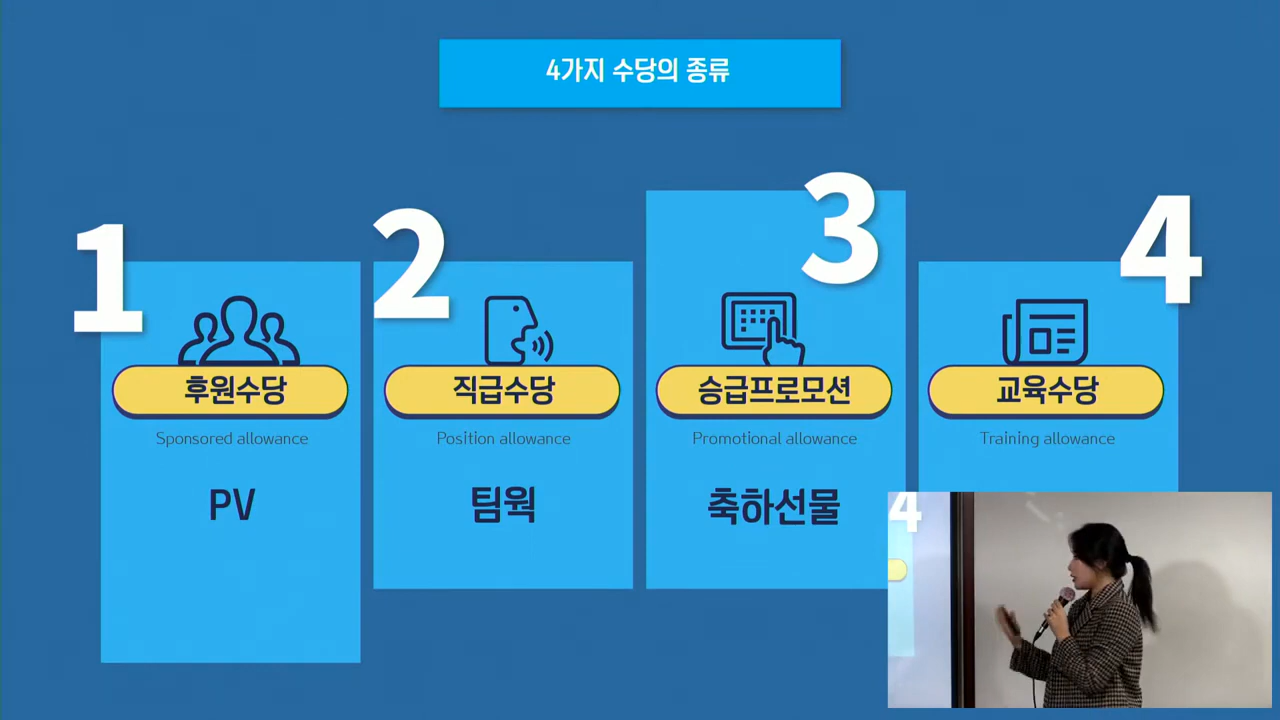 4가지 수당의 종류
1
후원수당
Sponsored allowance
PV
2
직급수당
Position allowance
팀웍
3
승급프로모션
Promotional allowance
축하선물
4
교육수당
Training allowance
4